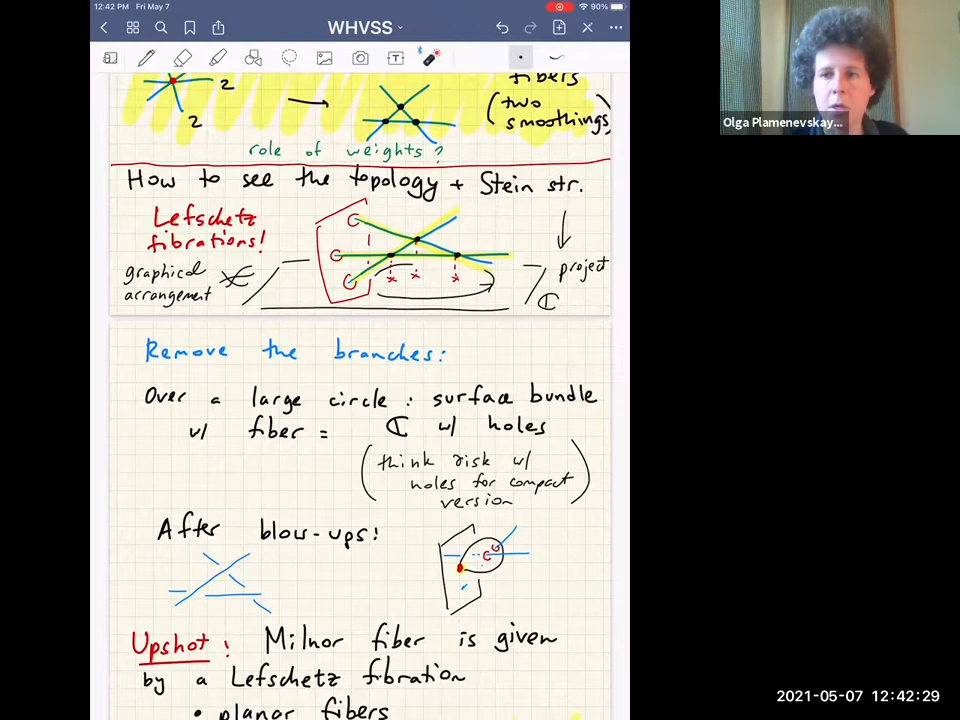 12:42 PM Fri May 7
90%
WHVSS
2
2
fibers
(two
smoothings)
role of weights?
How to see the topology + Stein str.
Lefschetz
fibrations!
graphical
arrangement
project
ℂ
Remove the branches:
Over a large circle: surface bundle
w/ fiber = ℂ w/ holes
(think disk w/
holes for compact
version)
After blow-ups:
Upshot: Milnor fiber is given
by a Lefschetz fibration
• planar fibers
Olga Plamenevskay...
2021-05-07 12:42:29